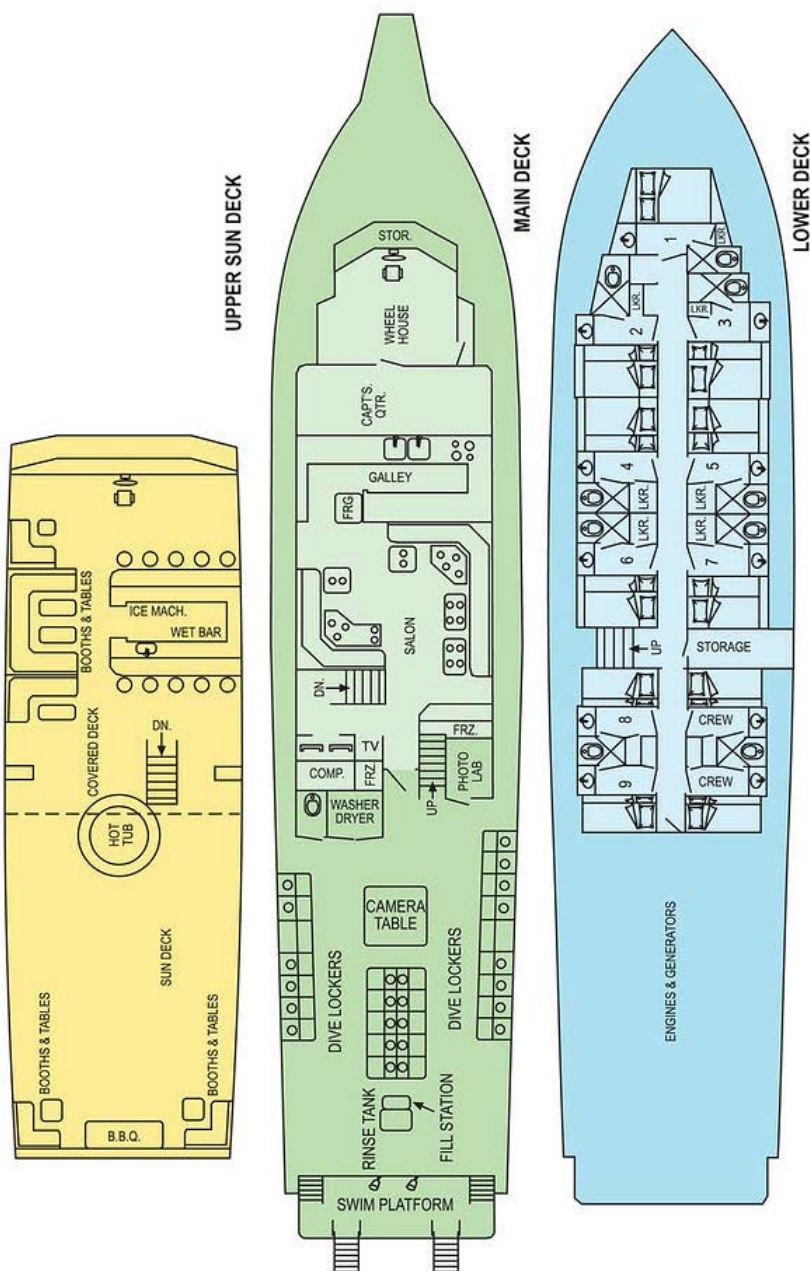 UPPER SUN DECK
BOOTHS & TABLES
ICE MACH.
WET BAR
COVERED DECK
DN.
HOT
TUB
SUN DECK
BOOTHS & TABLES
BOOTHS & TABLES
B.B.Q.
MAIN DECK
STOR.
WHEEL
HOUSE
CAPT'S.
QTR.
GALLEY
FRG
SALON
DN.
TV
FRZ.
COMP.
FRZ
PHOTO
LAB
UP
WASHER
DRYER
CAMERA
TABLE
DIVE LOCKERS
DIVE LOCKERS
RINSE TANK
FILL STATION
SWIM PLATFORM
LOWER DECK
1
LKR.
LKR.
LKR.
2
3
4
5
LKR.
LKR.
LKR.
LKR.
6
7
UP
STORAGE
8
CREW
9
CREW
ENGINES & GENERATORS